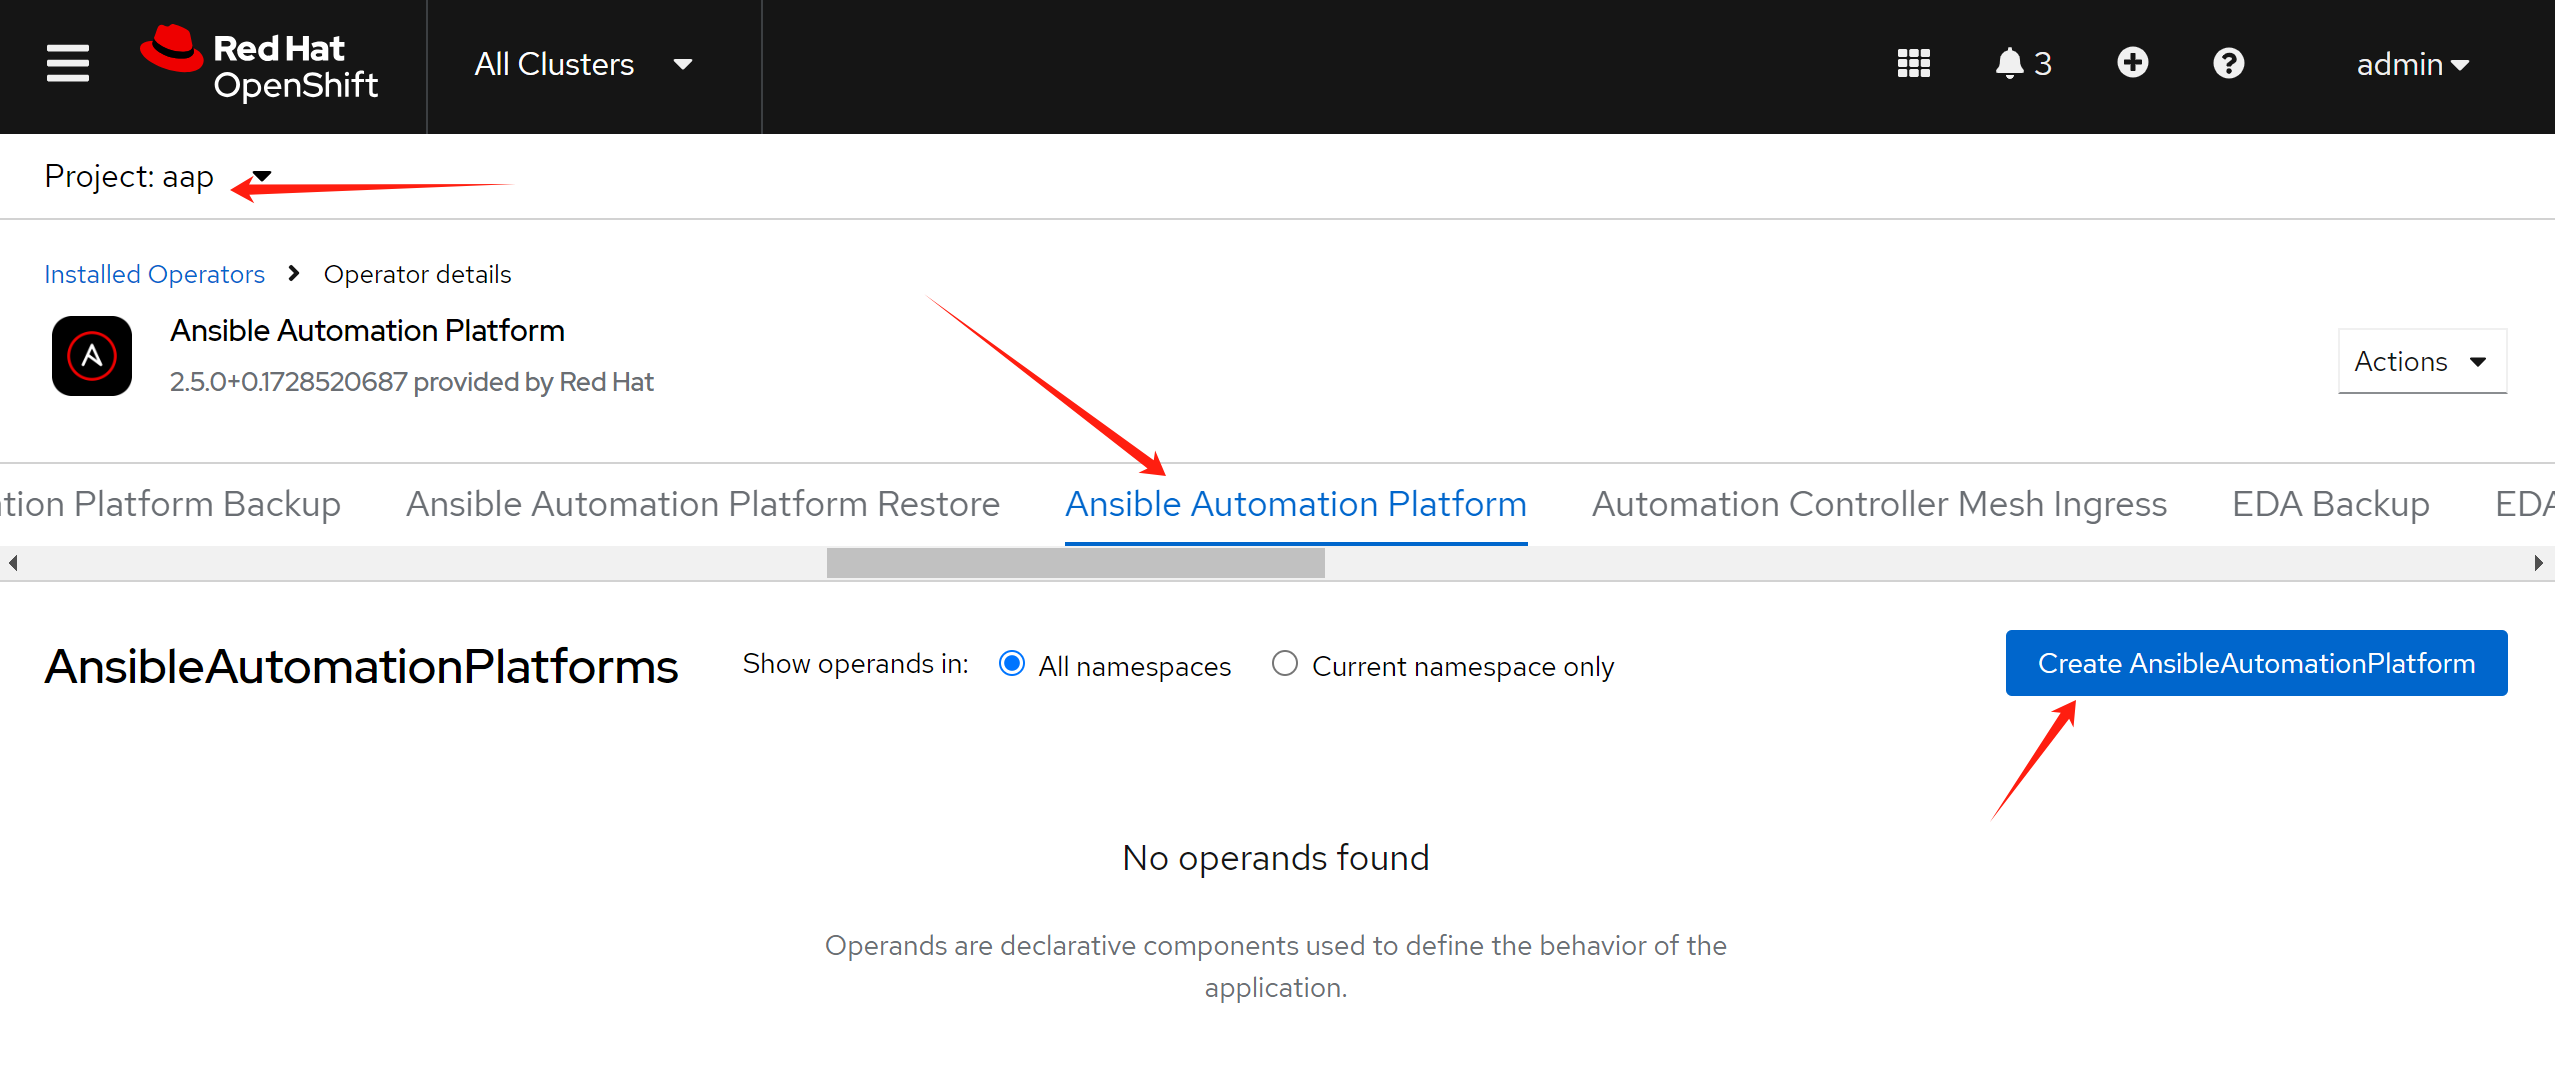 Red Hat
OpenShift
All Clusters
3
admin
Project: aap
Installed Operators
Operator details
Ansible Automation Platform
2.5.0+0.1728520687 provided by Red Hat
Actions
tion Platform Backup
Ansible Automation Platform Restore
Ansible Automation Platform
Automation Controller Mesh Ingress
EDA Backup
EDA
AnsibleAutomationPlatforms
Show operands in:
All namespaces
Current namespace only
Create AnsibleAutomationPlatform
No operands found
Operands are declarative components used to define the behavior of the
application.